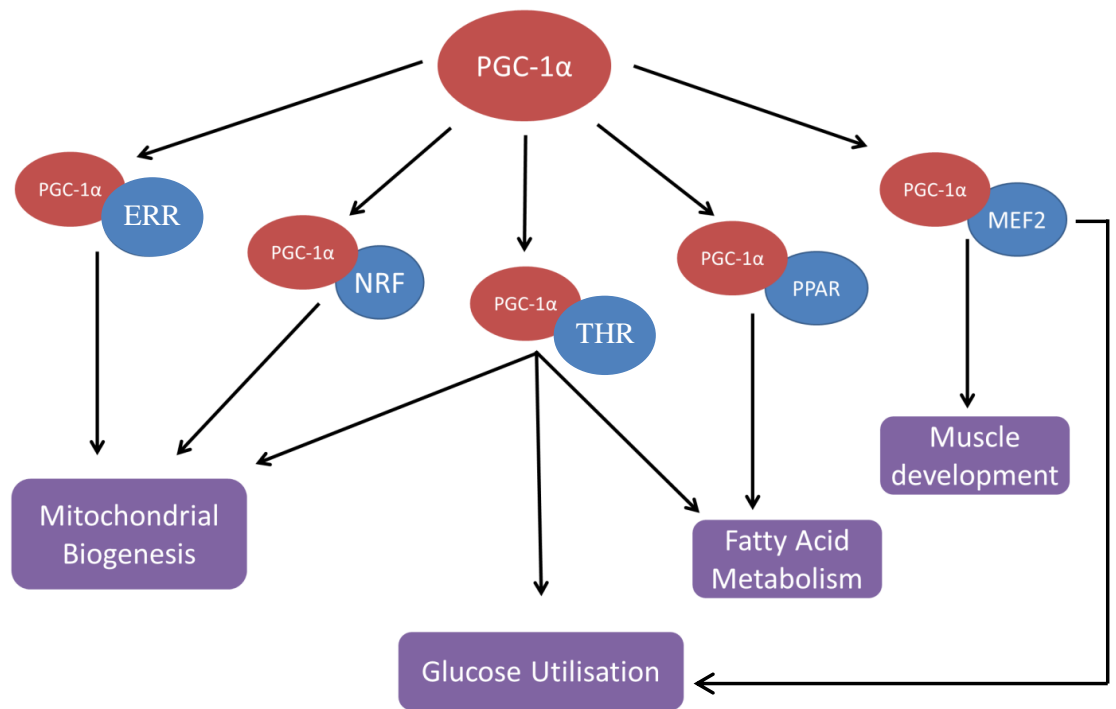 PGC-1α
PGC-1α
ERR
PGC-1α
NRF
PGC-1α
THR
PGC-1α
PPAR
PGC-1α
MEF2
Mitochondrial
Biogenesis
Glucose Utilisation
Fatty Acid
Metabolism
Muscle
development